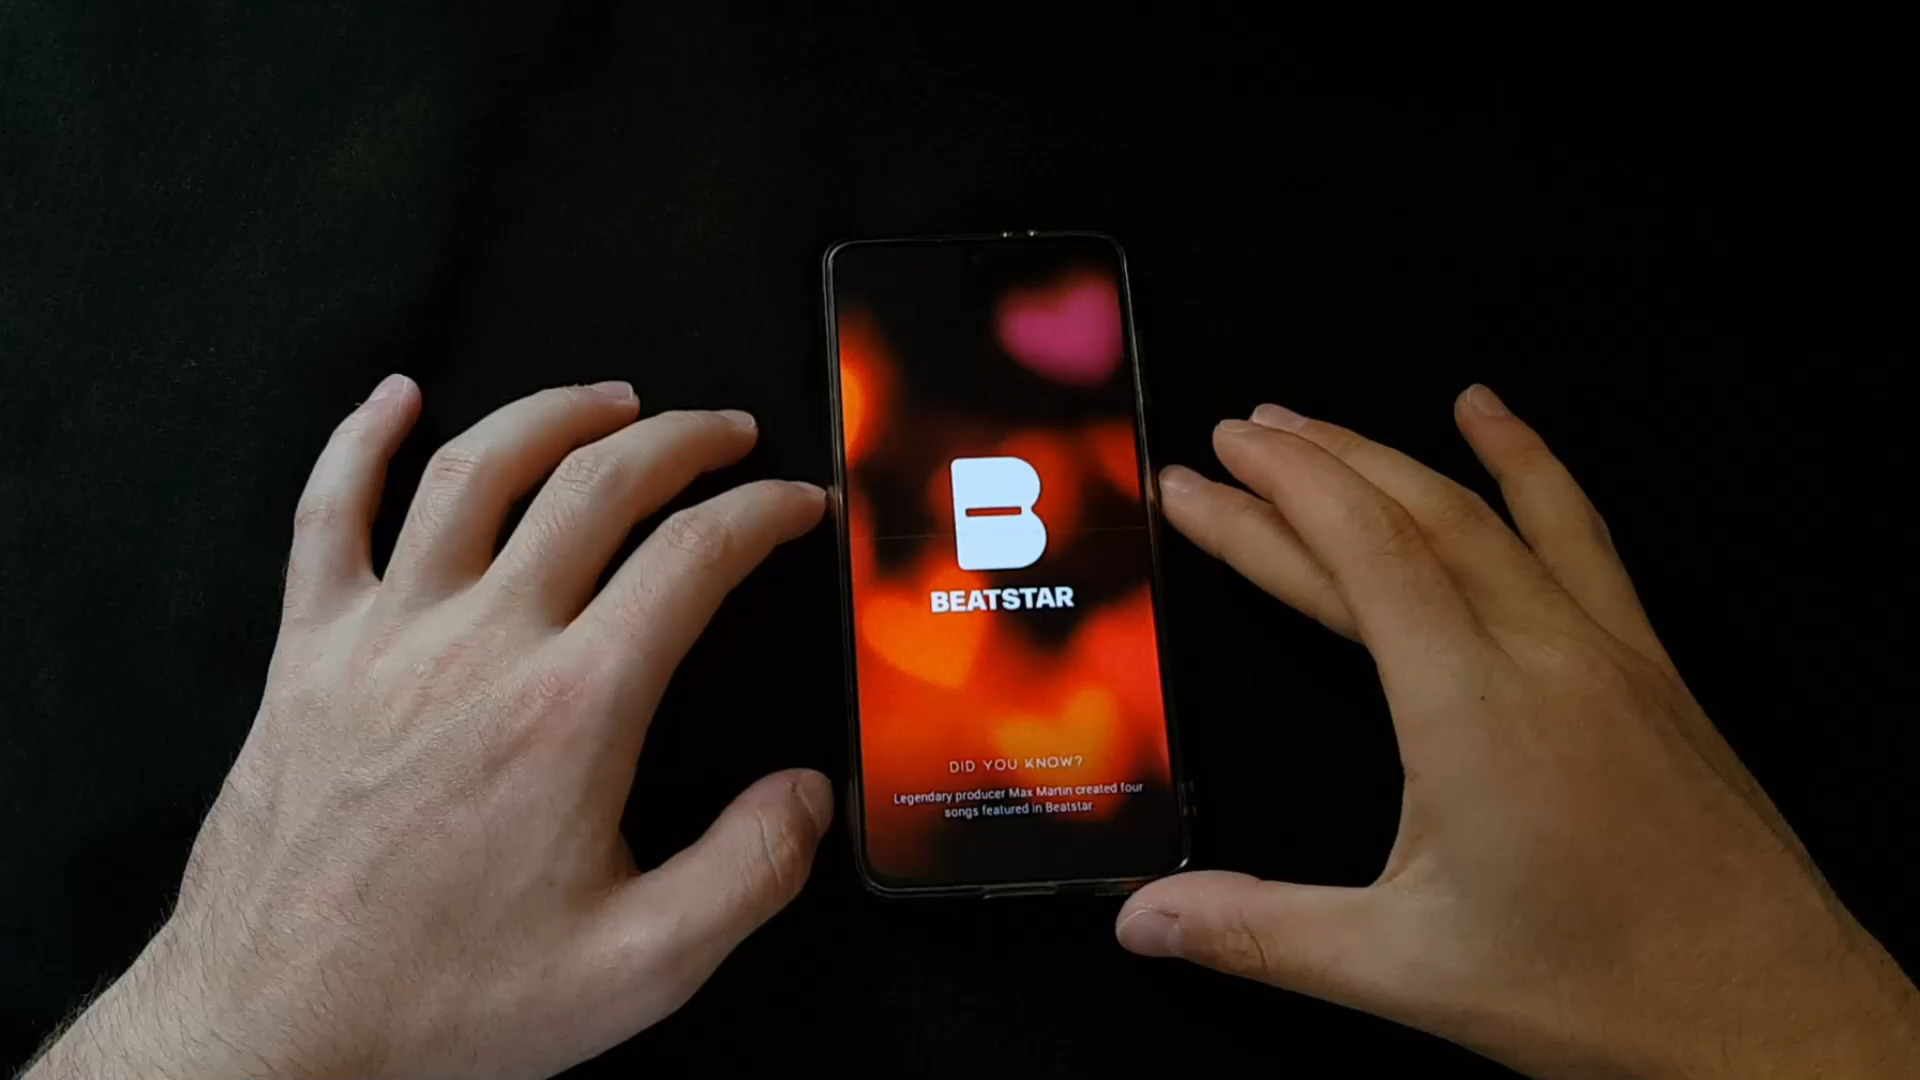 B
BEATSTAR
DID YOU KNOW?
Legendary producer Max Martin created four
songs featured in Beatstar.